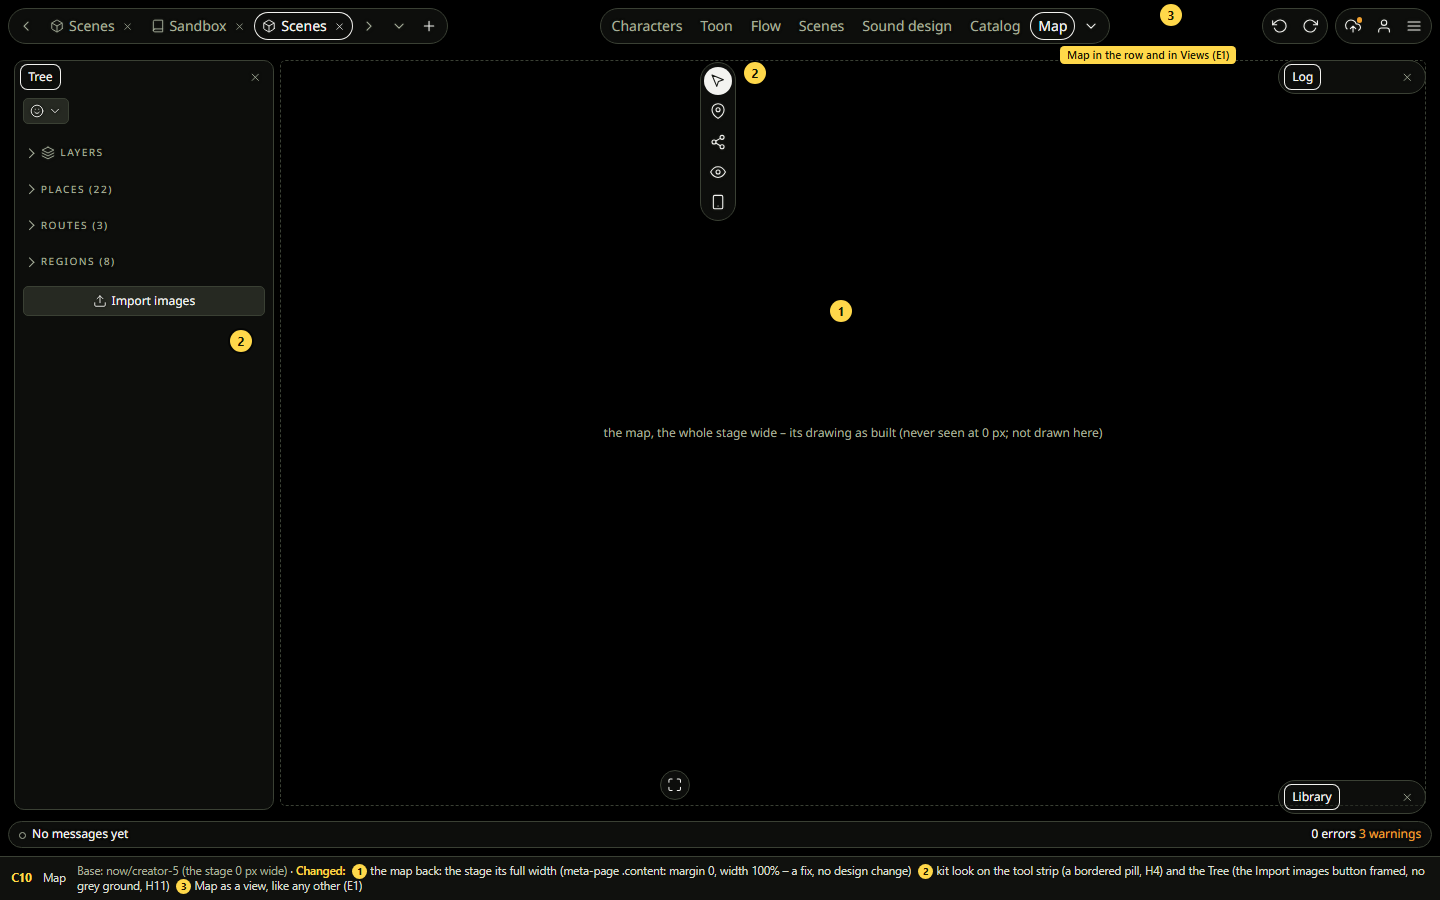 Scenes
Sandbox
Scenes
Characters
Toon
Flow
Scenes
Sound design
Catalog
Map
3
Map in the row and in Views (E1)
Tree
2
Log
LAYERS
PLACES (22)
ROUTES (3)
REGIONS (8)
Import images
1
2
the map, the whole stage wide – its drawing as built (never seen at 0 px; not drawn here)
Library
No messages yet
0 errors 3 warnings
C10 Map
Base: now/creator-5 (the stage 0 px wide) · Changed: 1 the map back: the stage its full width (meta-page .content: margin 0, width 100% – a fix, no design change) 2 kit look on the tool strip (a bordered pill, H4) and the Tree (the Import images button framed, no
grey ground, H11) 3 Map as a view, like any other (E1)